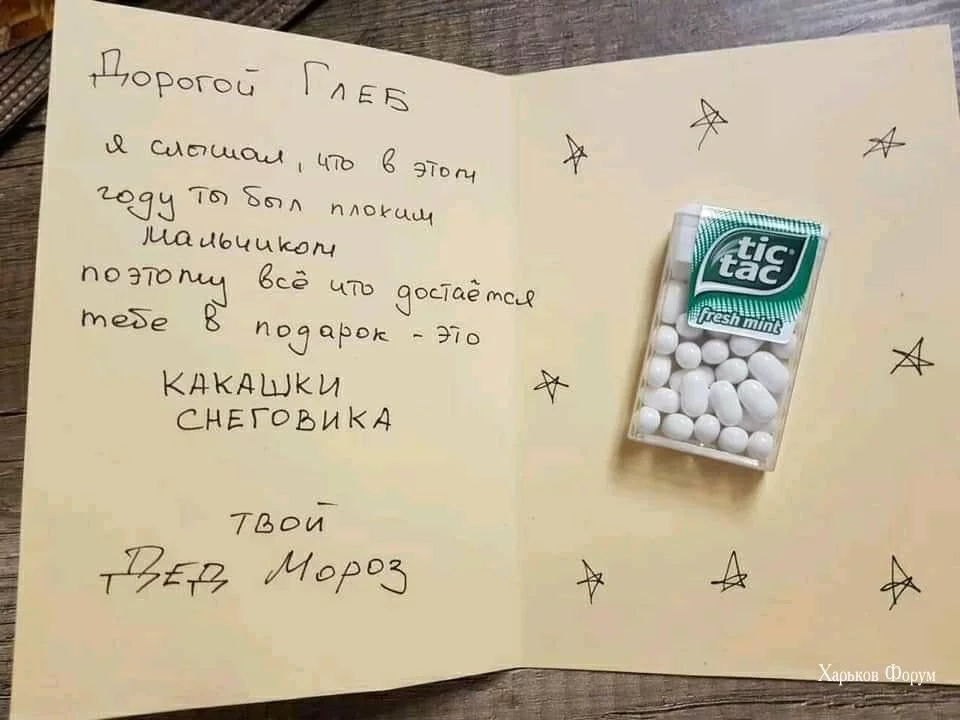 Дорогой Глеб
я слышал, что в этом
году ты был плохим
мальчиком
поэтому всё что достаётся
тебе в подарок - это
КАКАШКИ
СНЕГОВИКА
твой
Дед Мороз
tic
tac
fresh mint
Харьков Форум